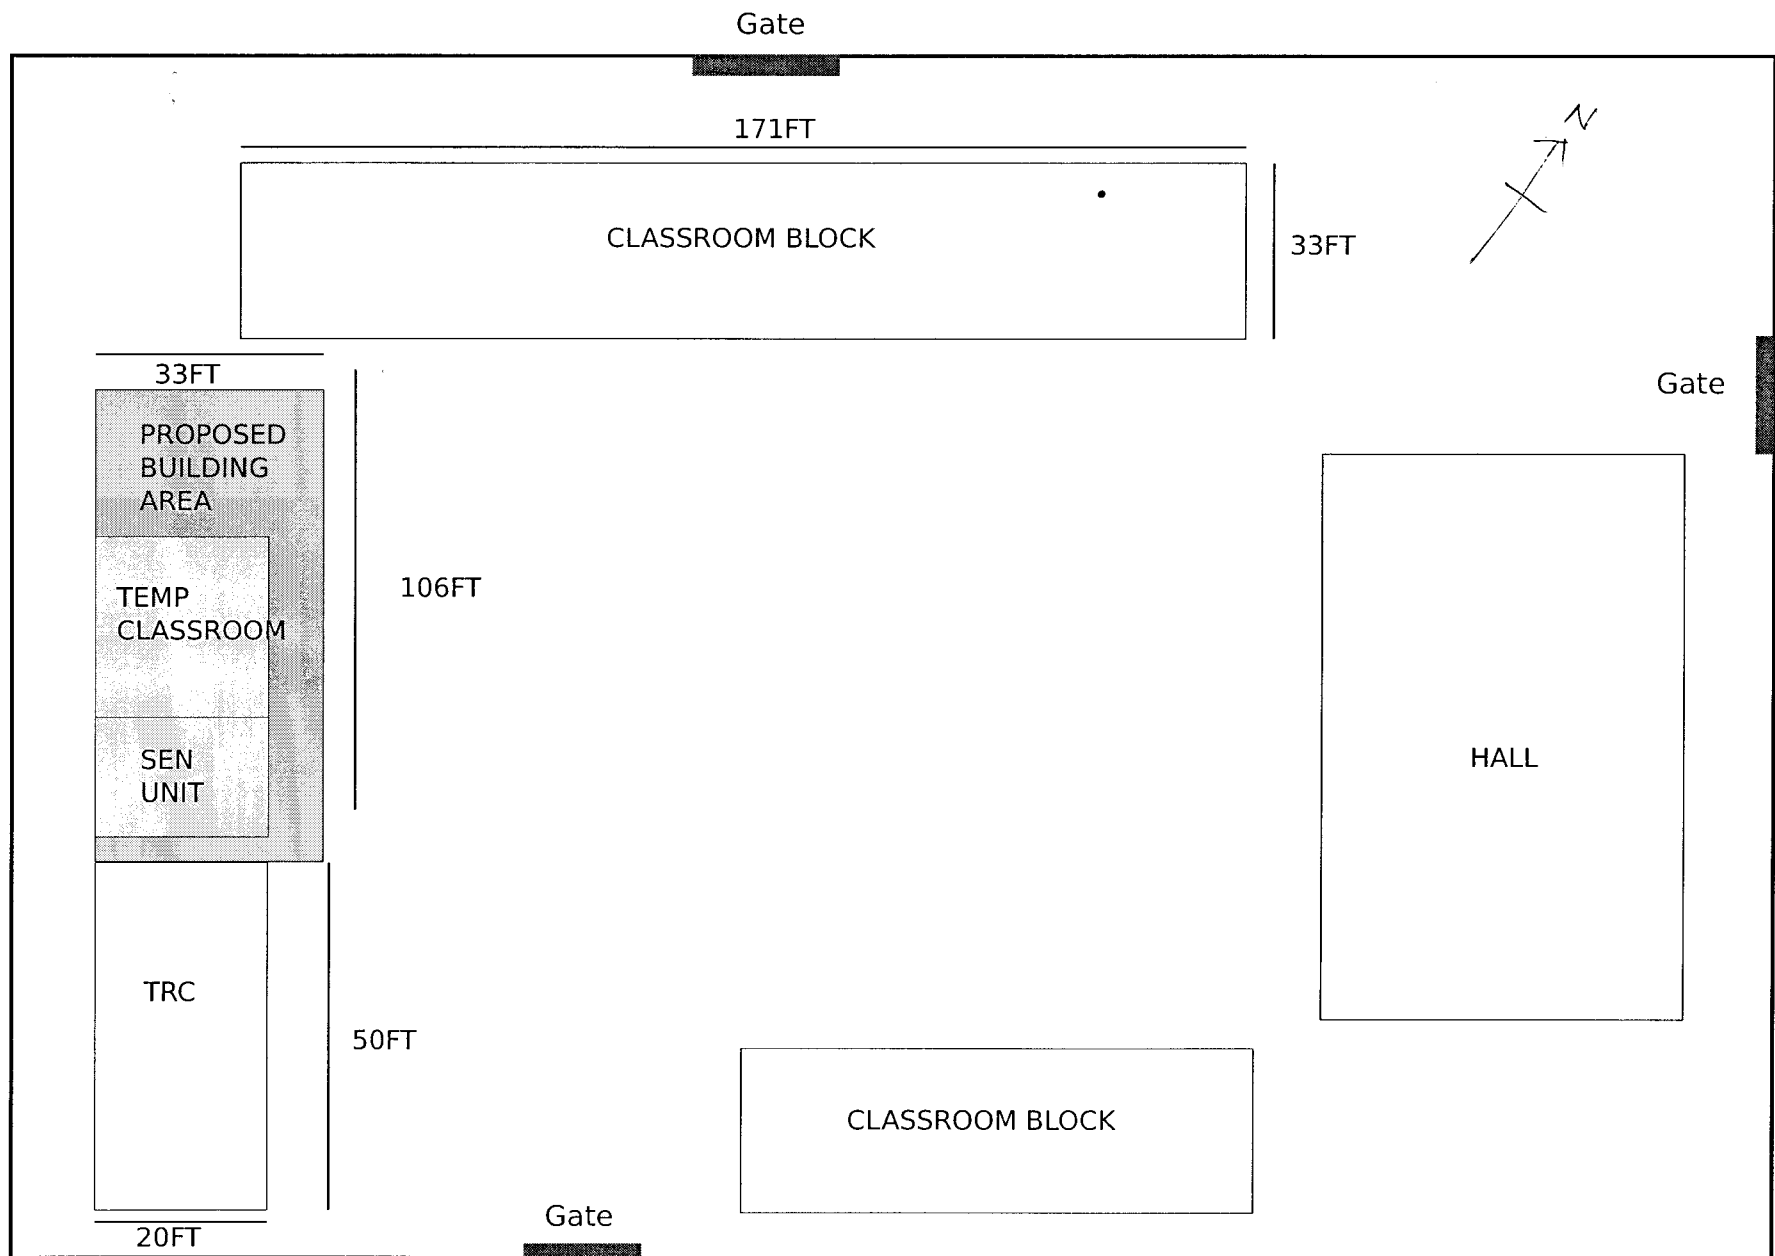 Gate
171FT
N
CLASSROOM BLOCK
33FT
33FT
Gate
PROPOSED
BUILDING
AREA
106FT
TEMP
CLASSROOM
SEN
UNIT
HALL
TRC
50FT
CLASSROOM BLOCK
Gate
20FT